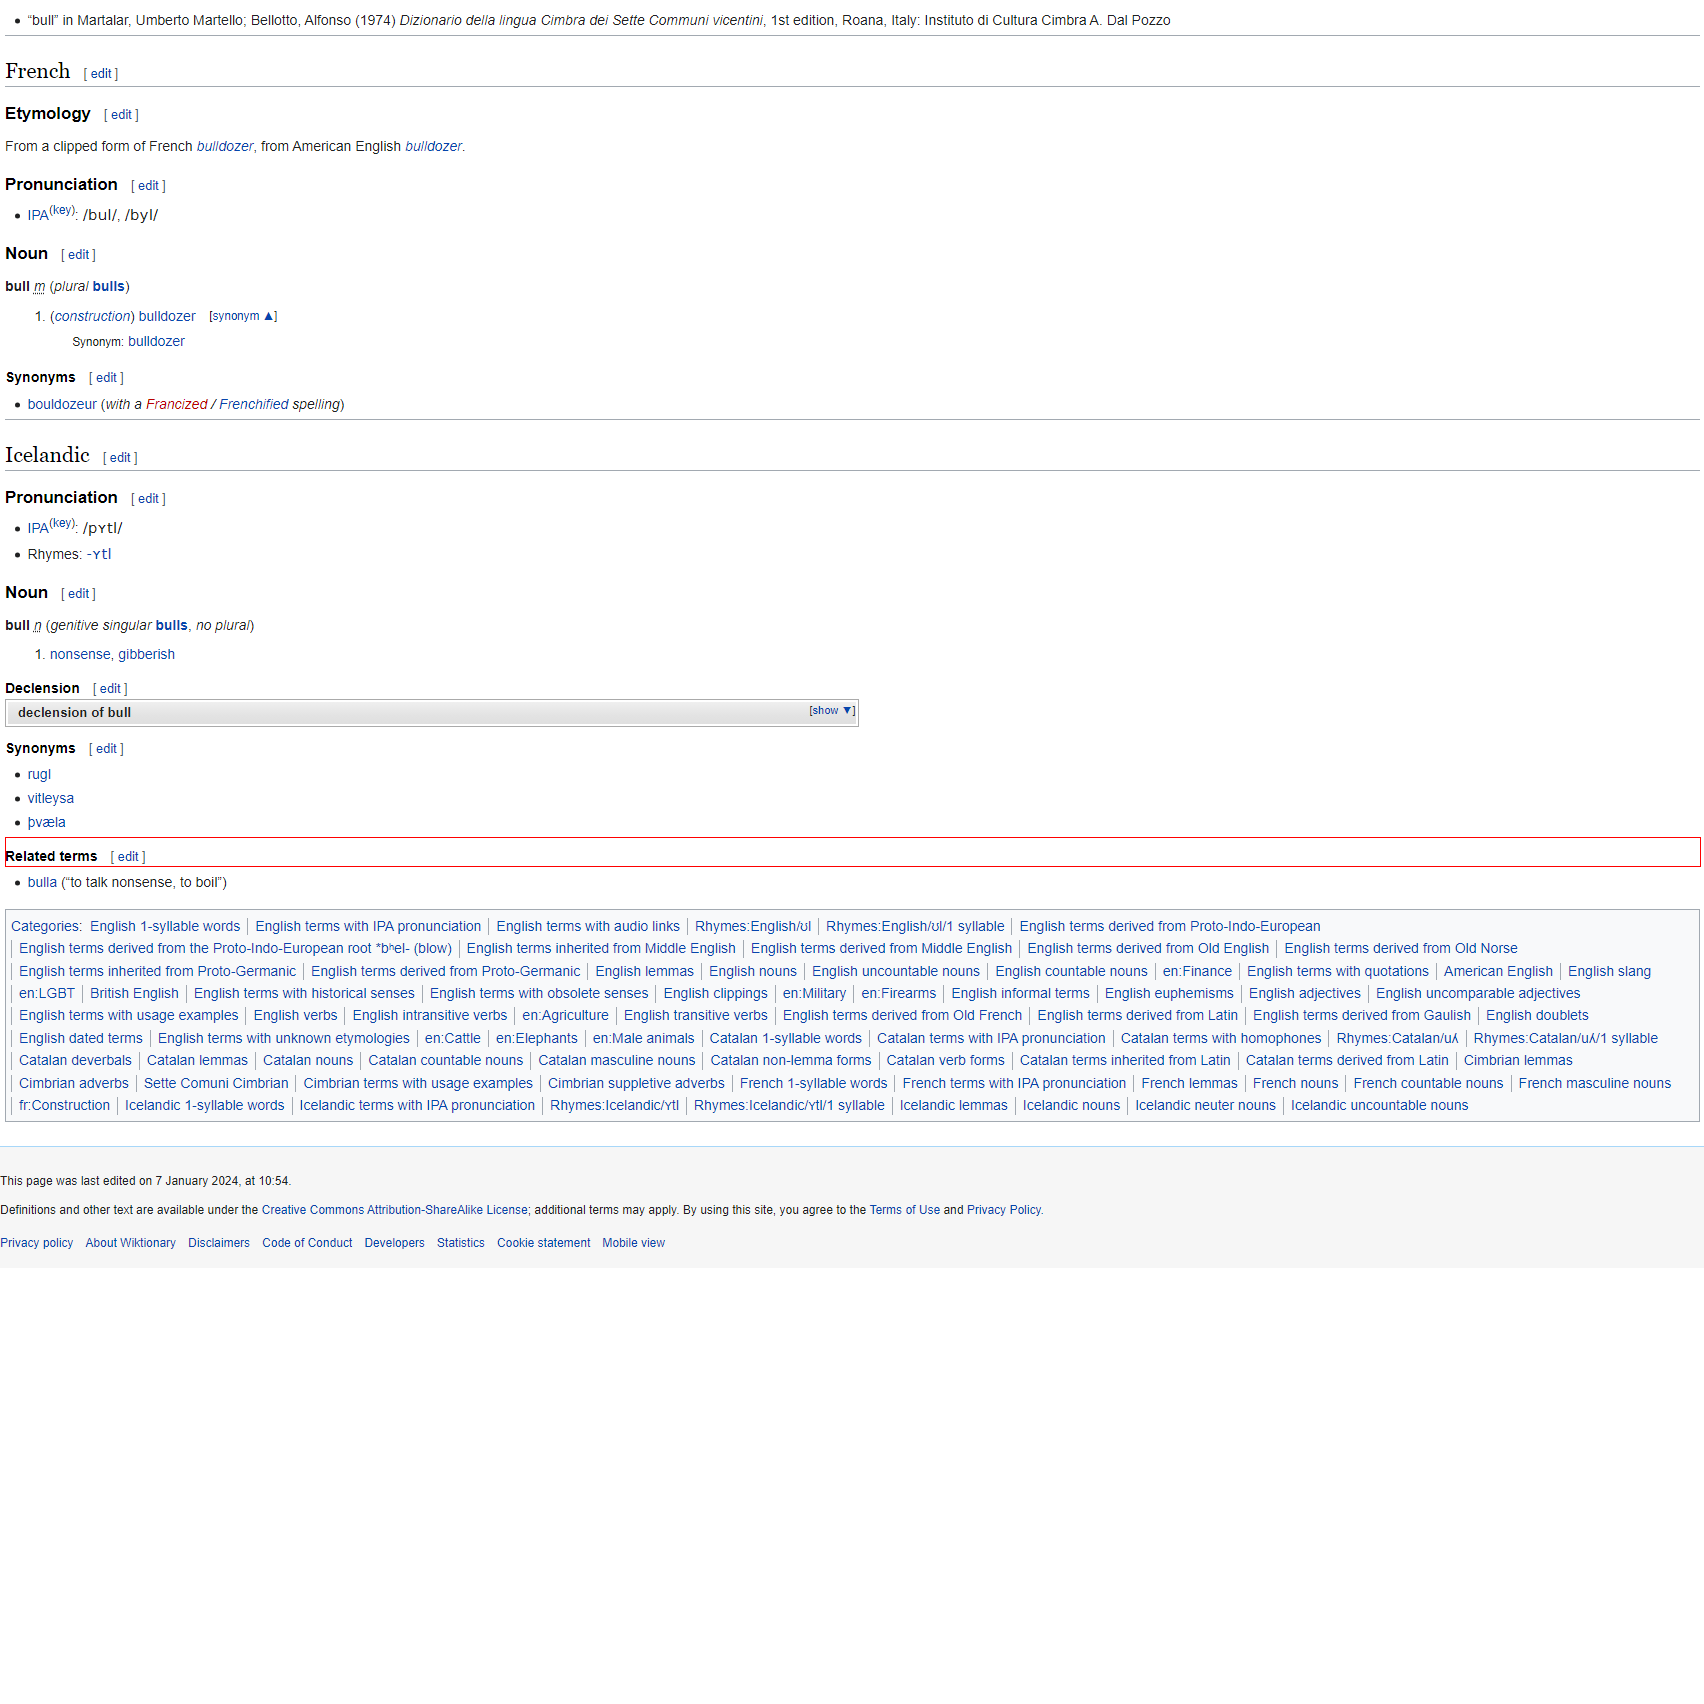 “bull” in Martalar, Umberto Martello; Bellotto, Alfonso (1974) Dizionario della lingua Cimbra dei Sette Communi vicentini, 1st edition, Roana, Italy: Instituto di Cultura Cimbra A. Dal Pozzo
French [ edit ]
Etymology [ edit ]
From a clipped form of French bulldozer, from American English bulldozer.
Pronunciation [ edit ]
IPA(key): /bul/, /byl/
Noun [ edit ]
bull m (plural bulls)
1. (construction) bulldozer [synonym ▲]
Synonym: bulldozer
Synonyms [ edit ]
bouldozeur (with a Francized / Frenchified spelling)
Icelandic [ edit ]
Pronunciation [ edit ]
IPA(key): /pʏtl/
Rhymes: -ʏtl
Noun [ edit ]
bull n (genitive singular bulls, no plural)
1. nonsense, gibberish
Declension [ edit ]
declension of bull [show ▼]
Synonyms [ edit ]
rugl
vitleysa
þvæla
Related terms [ edit ]
bulla (“to talk nonsense, to boil”)
Categories: English 1-syllable words | English terms with IPA pronunciation | English terms with audio links | Rhymes:English/ʊl | Rhymes:English/ʊl/1 syllable | English terms derived from Proto-Indo-European
| English terms derived from the Proto-Indo-European root *bʰel- (blow) | English terms inherited from Middle English | English terms derived from Middle English | English terms derived from Old English | English terms derived from Old Norse
| English terms inherited from Proto-Germanic | English terms derived from Proto-Germanic | English lemmas | English nouns | English uncountable nouns | English countable nouns | en:Finance | English terms with quotations | American English | English slang
| en:LGBT | British English | English terms with historical senses | English terms with obsolete senses | English clippings | en:Military | en:Firearms | English informal terms | English euphemisms | English adjectives | English uncomparable adjectives
| English terms with usage examples | English verbs | English intransitive verbs | en:Agriculture | English transitive verbs | English terms derived from Old French | English terms derived from Latin | English terms derived from Gaulish | English doublets
| English dated terms | English terms with unknown etymologies | en:Cattle | en:Elephants | en:Male animals | Catalan 1-syllable words | Catalan terms with IPA pronunciation | Catalan terms with homophones | Rhymes:Catalan/uʎ | Rhymes:Catalan/uʎ/1 syllable
| Catalan deverbals | Catalan lemmas | Catalan nouns | Catalan countable nouns | Catalan masculine nouns | Catalan non-lemma forms | Catalan verb forms | Catalan terms inherited from Latin | Catalan terms derived from Latin | Cimbrian lemmas
| Cimbrian adverbs | Sette Comuni Cimbrian | Cimbrian terms with usage examples | Cimbrian suppletive adverbs | French 1-syllable words | French terms with IPA pronunciation | French lemmas | French nouns | French countable nouns | French masculine nouns
| fr:Construction | Icelandic 1-syllable words | Icelandic terms with IPA pronunciation | Rhymes:Icelandic/ʏtl | Rhymes:Icelandic/ʏtl/1 syllable | Icelandic lemmas | Icelandic nouns | Icelandic neuter nouns | Icelandic uncountable nouns
This page was last edited on 7 January 2024, at 10:54.
Definitions and other text are available under the Creative Commons Attribution-ShareAlike License; additional terms may apply. By using this site, you agree to the Terms of Use and Privacy Policy.
Privacy policy About Wiktionary Disclaimers Code of Conduct Developers Statistics Cookie statement Mobile view